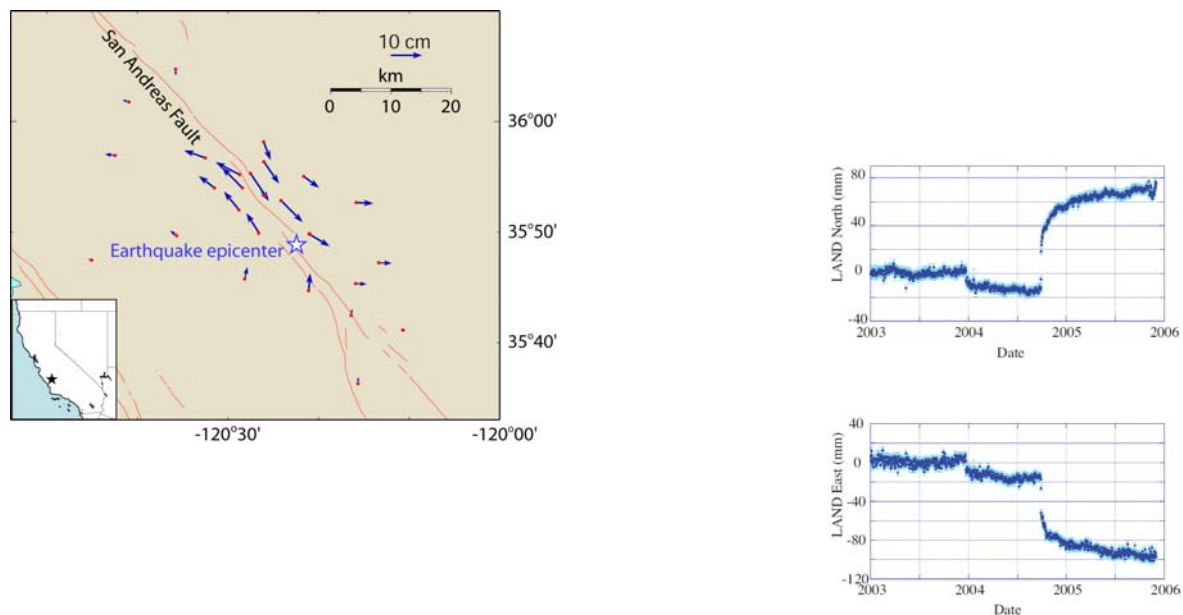 10 cm
km
0 10 20
San Andreas Fault
36°00'
35°50'
35°40'
Earthquake epicenter
-120°30' -120°00'
80
40
0
-40
LAND North (mm)
2003 2004 2005 2006
Date
40
0
-40
-80
-120
LAND East (mm)
2003 2004 2005 2006
Date